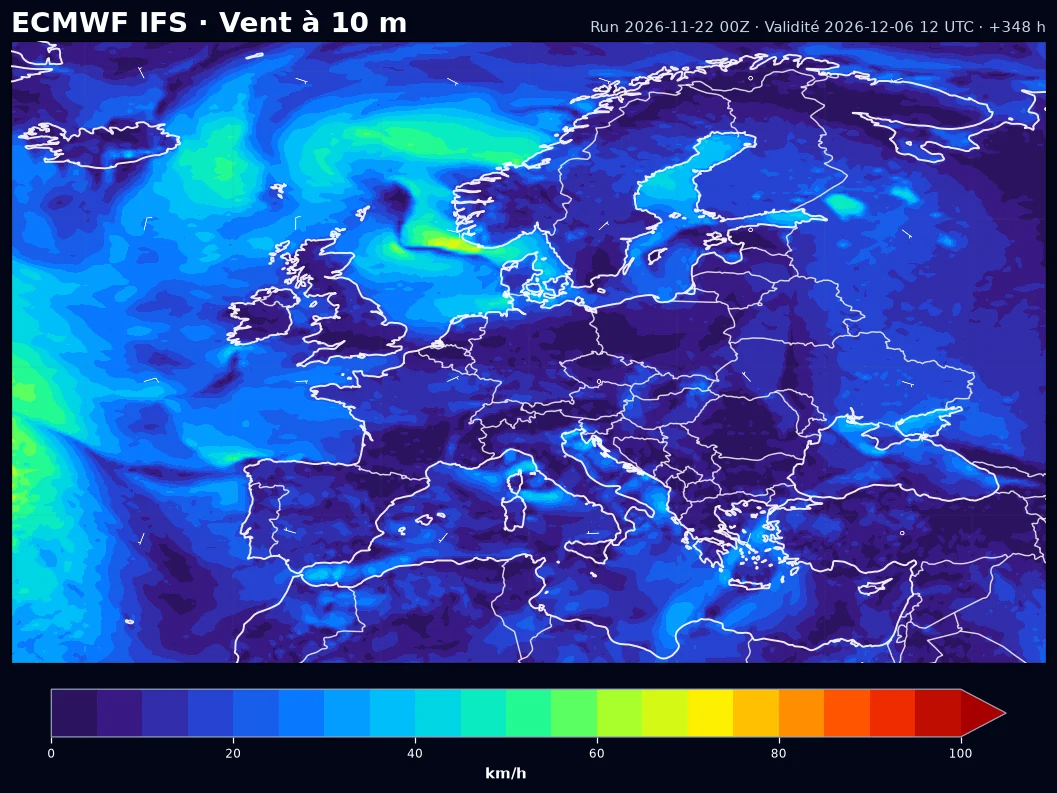 ECMWF IFS · Vent à 10 m
Run 2026-11-22 00Z · Validité 2026-12-06 12 UTC · +348 h
0 20 40 60 80 100
km/h